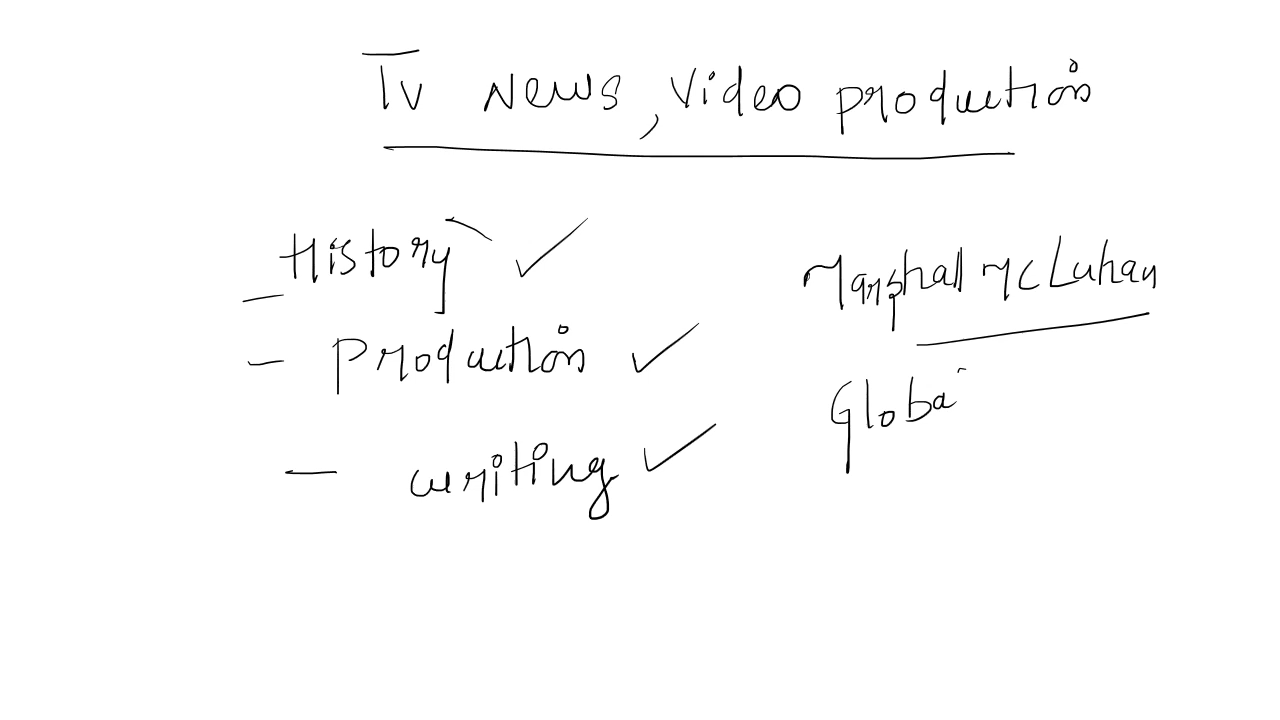 TV News, Video production
History
- production
- writing
Marshall McLuhan
Globa